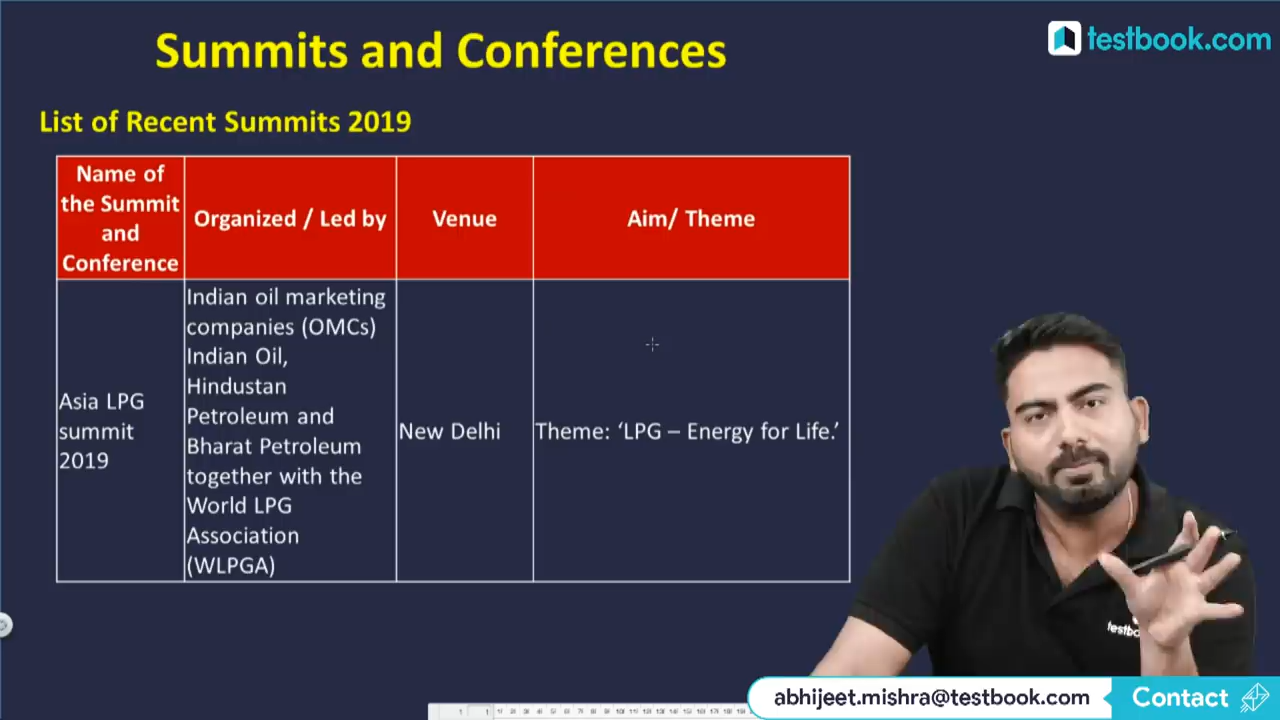 Summits and Conferences
testbook.com
List of Recent Summits 2019
Name of
the Summit
and
Conference
Organized / Led by
Venue
Aim/ Theme
Asia LPG
summit
2019
Indian oil marketing
companies (OMCs)
Indian Oil,
Hindustan
Petroleum and
Bharat Petroleum
together with the
World LPG
Association
(WLPGA)
New Delhi
Theme: ‘LPG – Energy for Life.’
abhijeet.mishra@testbook.com
Contact